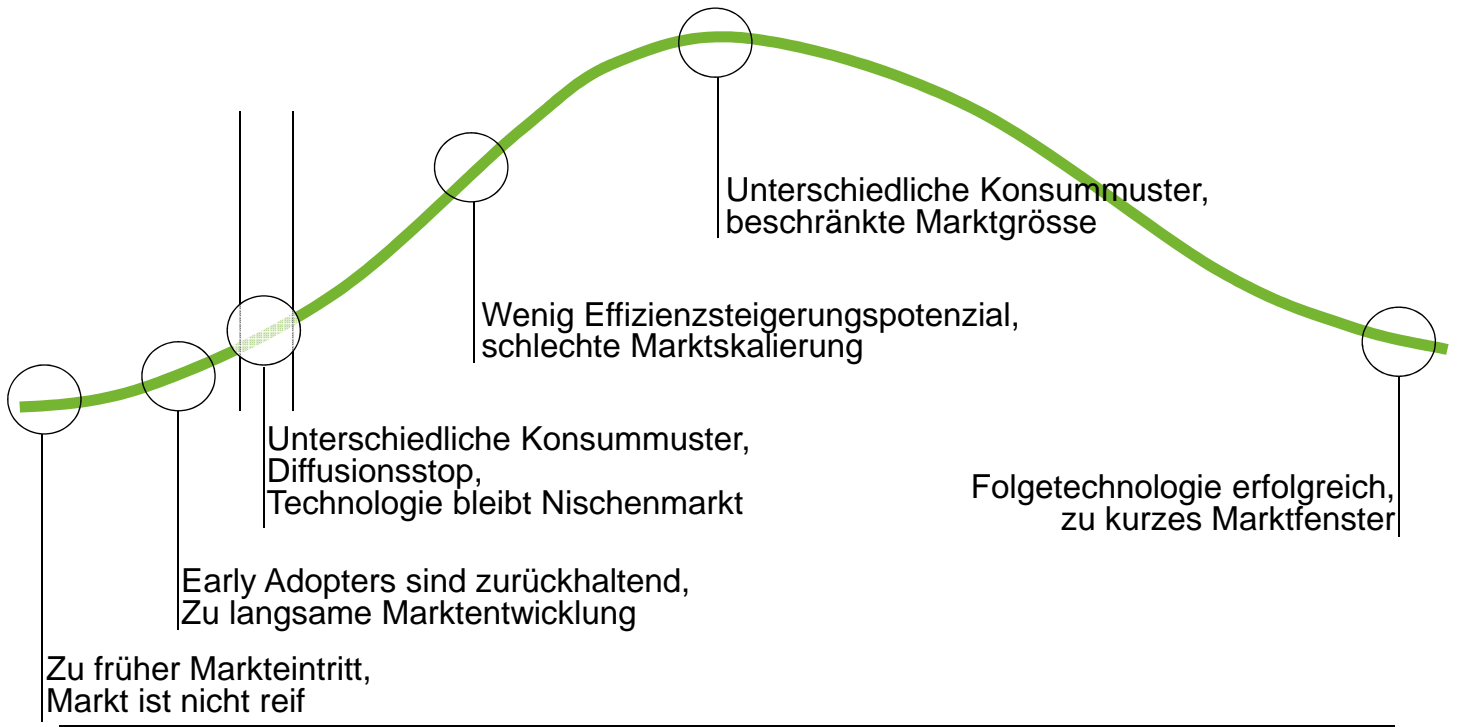 Unterschiedliche Konsummuster,
beschränkte Marktgrösse
Wenig Effizienzsteigerungspotenzial,
schlechte Marktskalierung
Unterschiedliche Konsummuster,
Diffusionsstop,
Technologie bleibt Nischenmarkt
Folgetechnologie erfolgreich,
zu kurzes Marktfenster
Early Adopters sind zurückhaltend,
Zu langsame Marktentwicklung
Zu früher Markteintritt,
Markt ist nicht reif